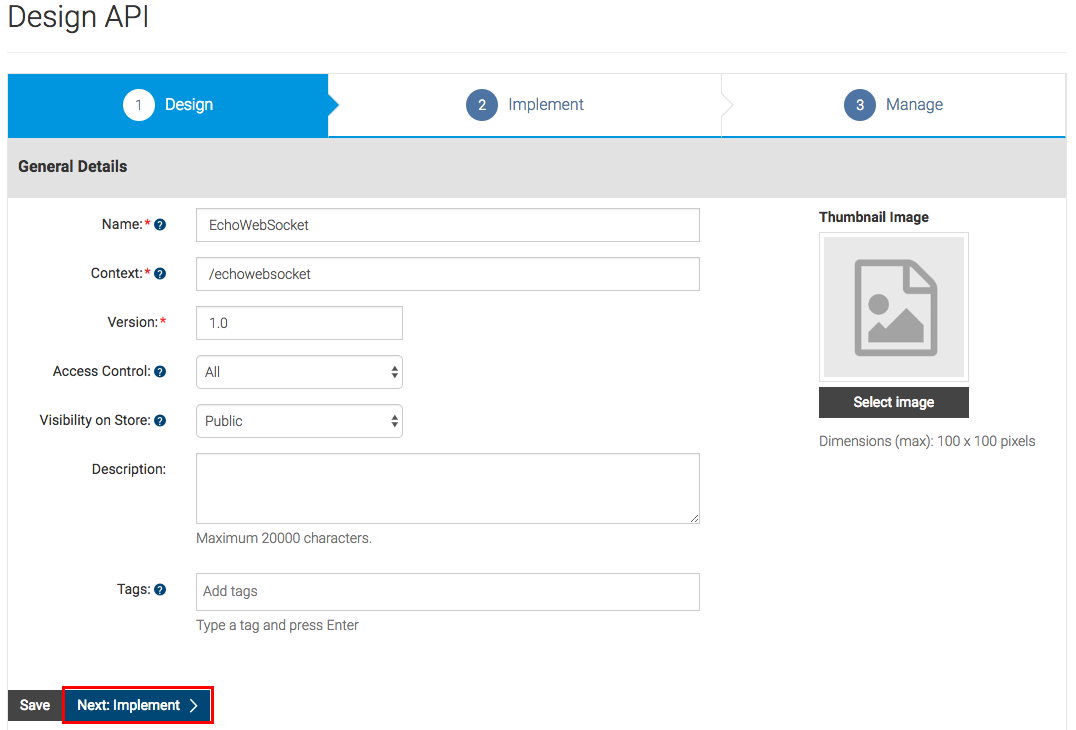 Design API
1 Design
2 Implement
3 Manage
General Details
Name:* ?
EchoWebSocket
Thumbnail Image
Context:* ?
/echowebsocket
Version:*
1.0
Access Control: ?
All
Select image
Visibility on Store: ?
Public
Dimensions (max): 100 x 100 pixels
Description:
Maximum 20000 characters.
Tags: ?
Add tags
Type a tag and press Enter
Save
Next: Implement